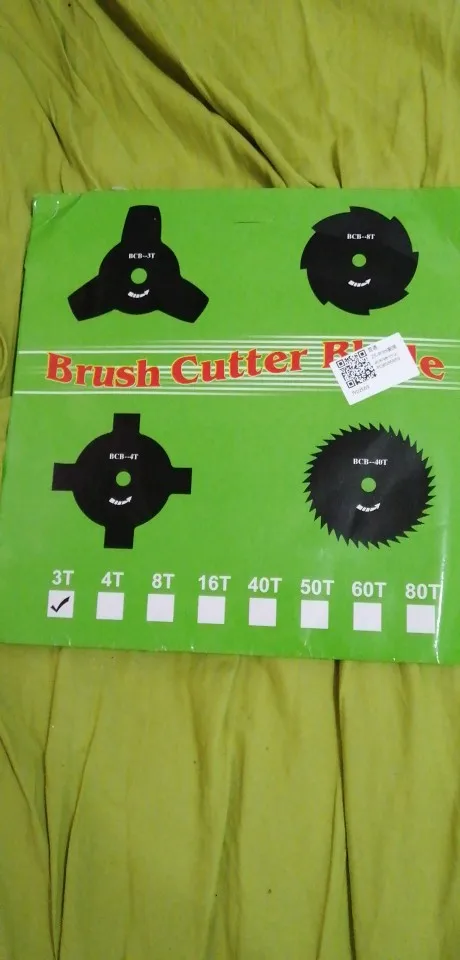 BCB--3T
BCB--8T
Brush Cutter Blade
BCB--4T
BCB--40T
3T 4T 8T 16T 40T 50T 60T 80T